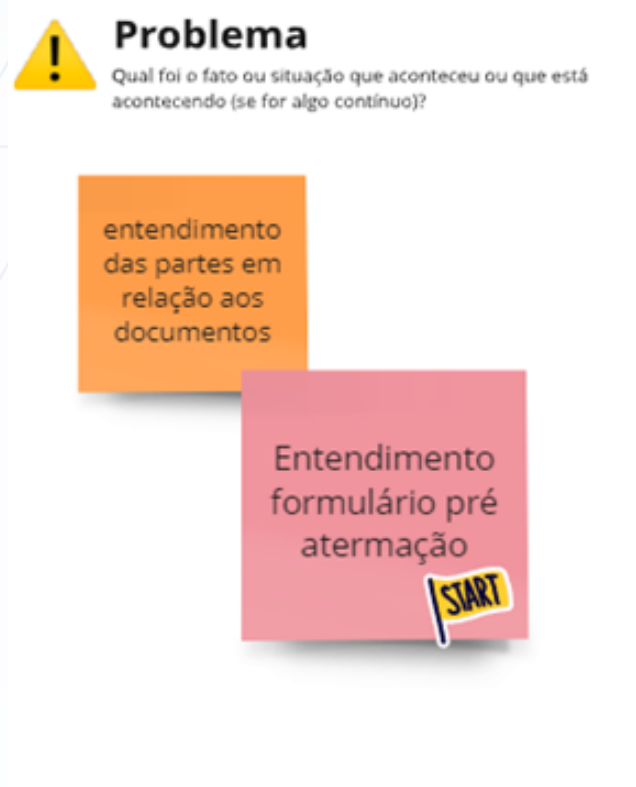 Problema
Qual foi o fato ou situação que aconteceu ou que está
acontecendo (se for algo contínuo)?
entendimento
das partes em
relação aos
documentos
Entendimento
formulário pré
atermação
START